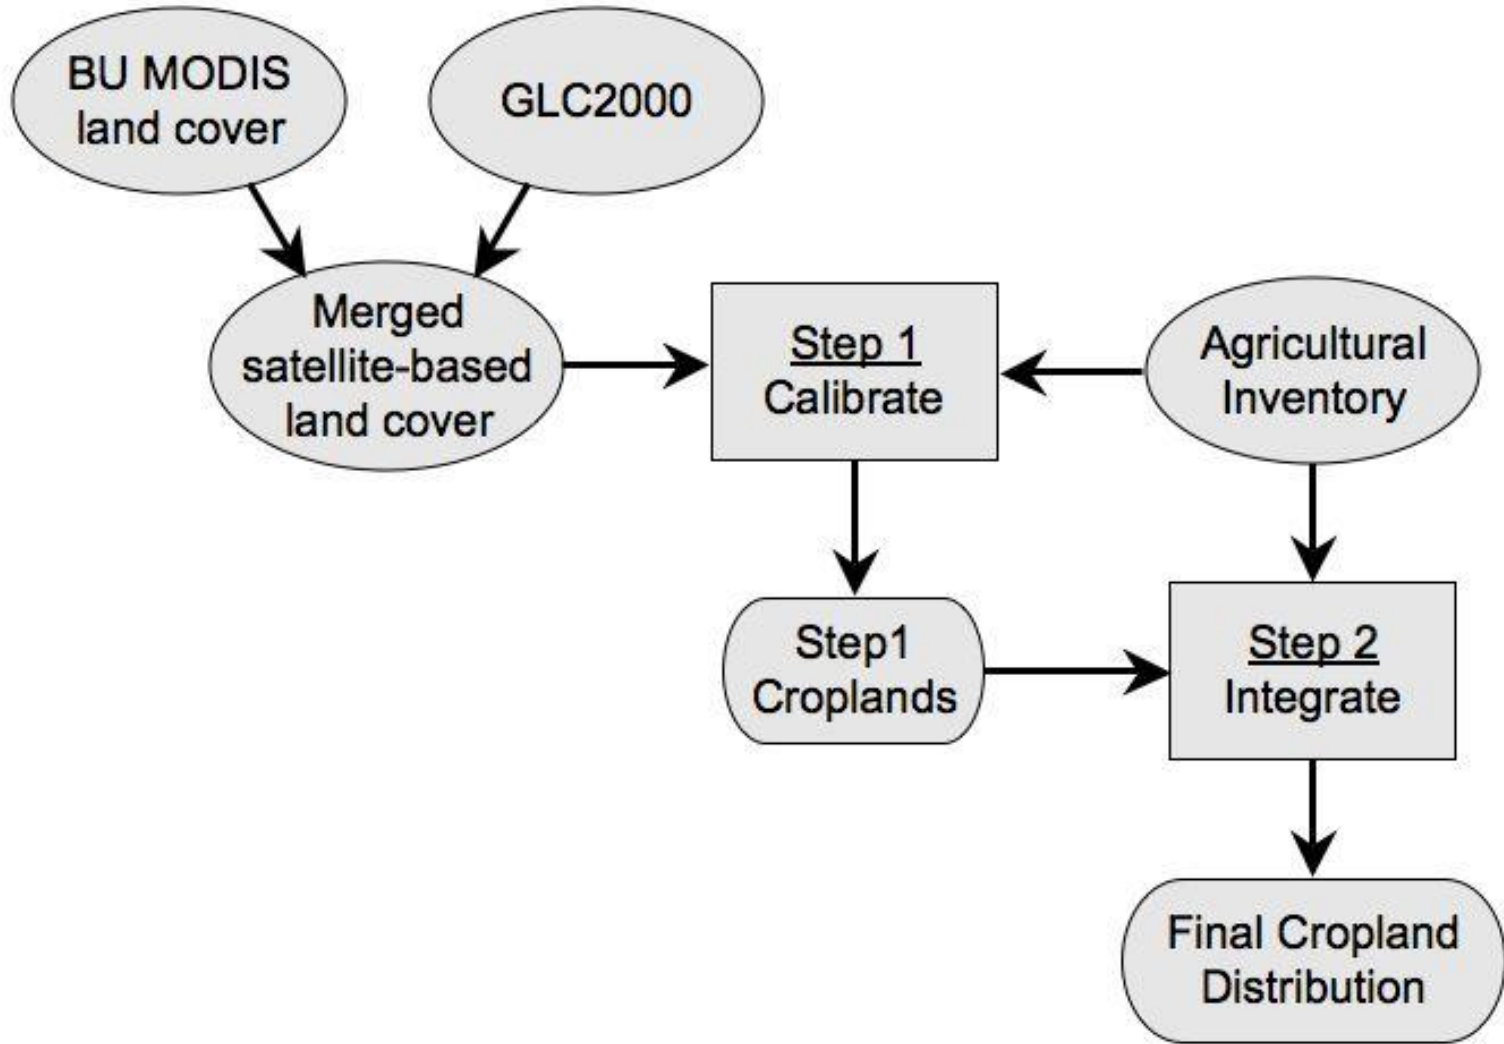 BU MODIS
land cover
GLC2000
Merged
satellite-based
land cover
Step 1
Calibrate
Agricultural
Inventory
Step1
Croplands
Step 2
Integrate
Final Cropland
Distribution